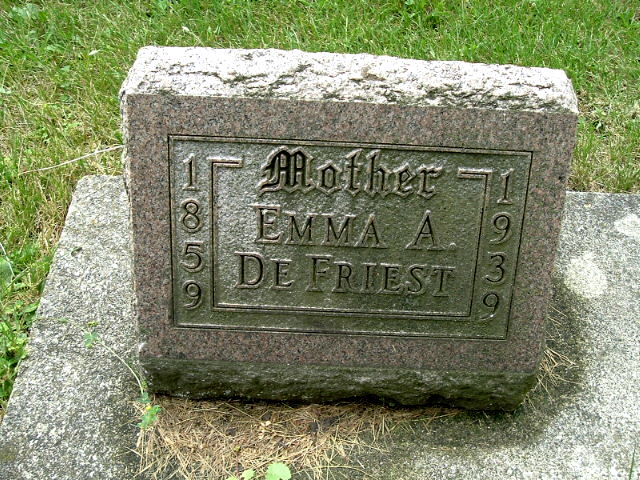 Mother
EMMA A.
DE FRIEST
1859
1939